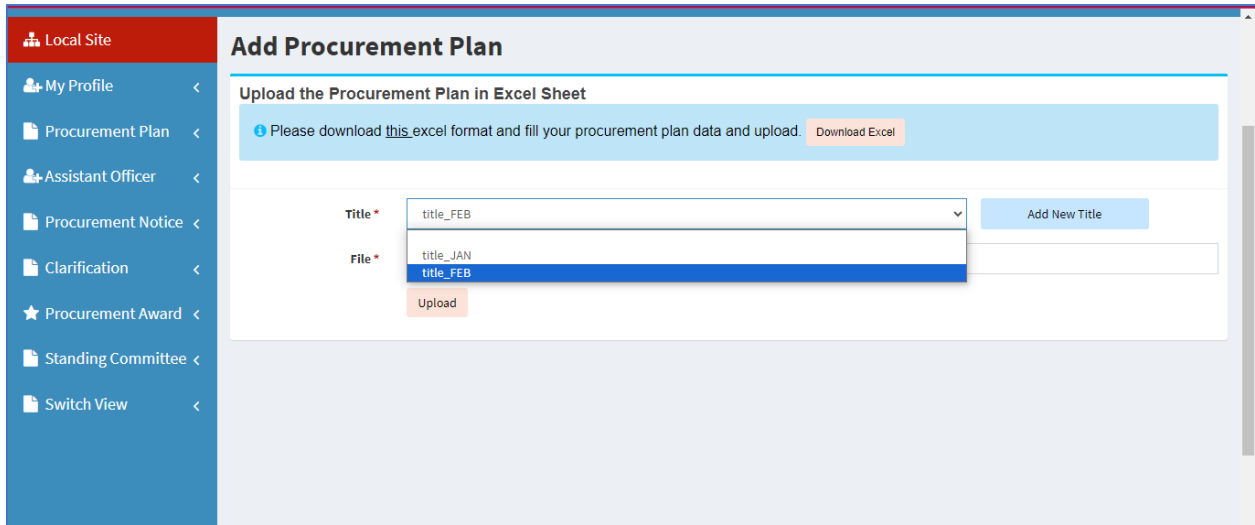 Local Site
My Profile
Procurement Plan
Assistant Officer
Procurement Notice
Clarification
Procurement Award
Standing Committee
Switch View
Add Procurement Plan
Upload the Procurement Plan in Excel Sheet
Please download this excel format and fill your procurement plan data and upload. Download Excel
Title * title_FEB Add New Title
title_JAN
File *
title_FEB
Upload